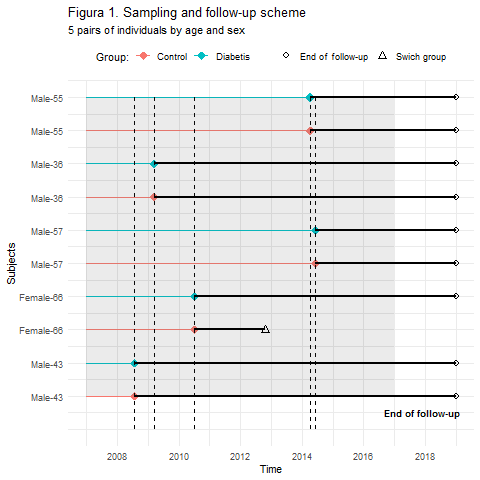 Figura 1. Sampling and follow-up scheme
5 pairs of individuals by age and sex
Group: Control Diabetis End of follow-up Swich group
Male-55
Male-55
Male-36
Male-36
Male-57
Male-57
Female-66
Female-66
Male-43
Male-43
Subjects
End of follow-up
2008 2010 2012 2014 2016 2018
Time